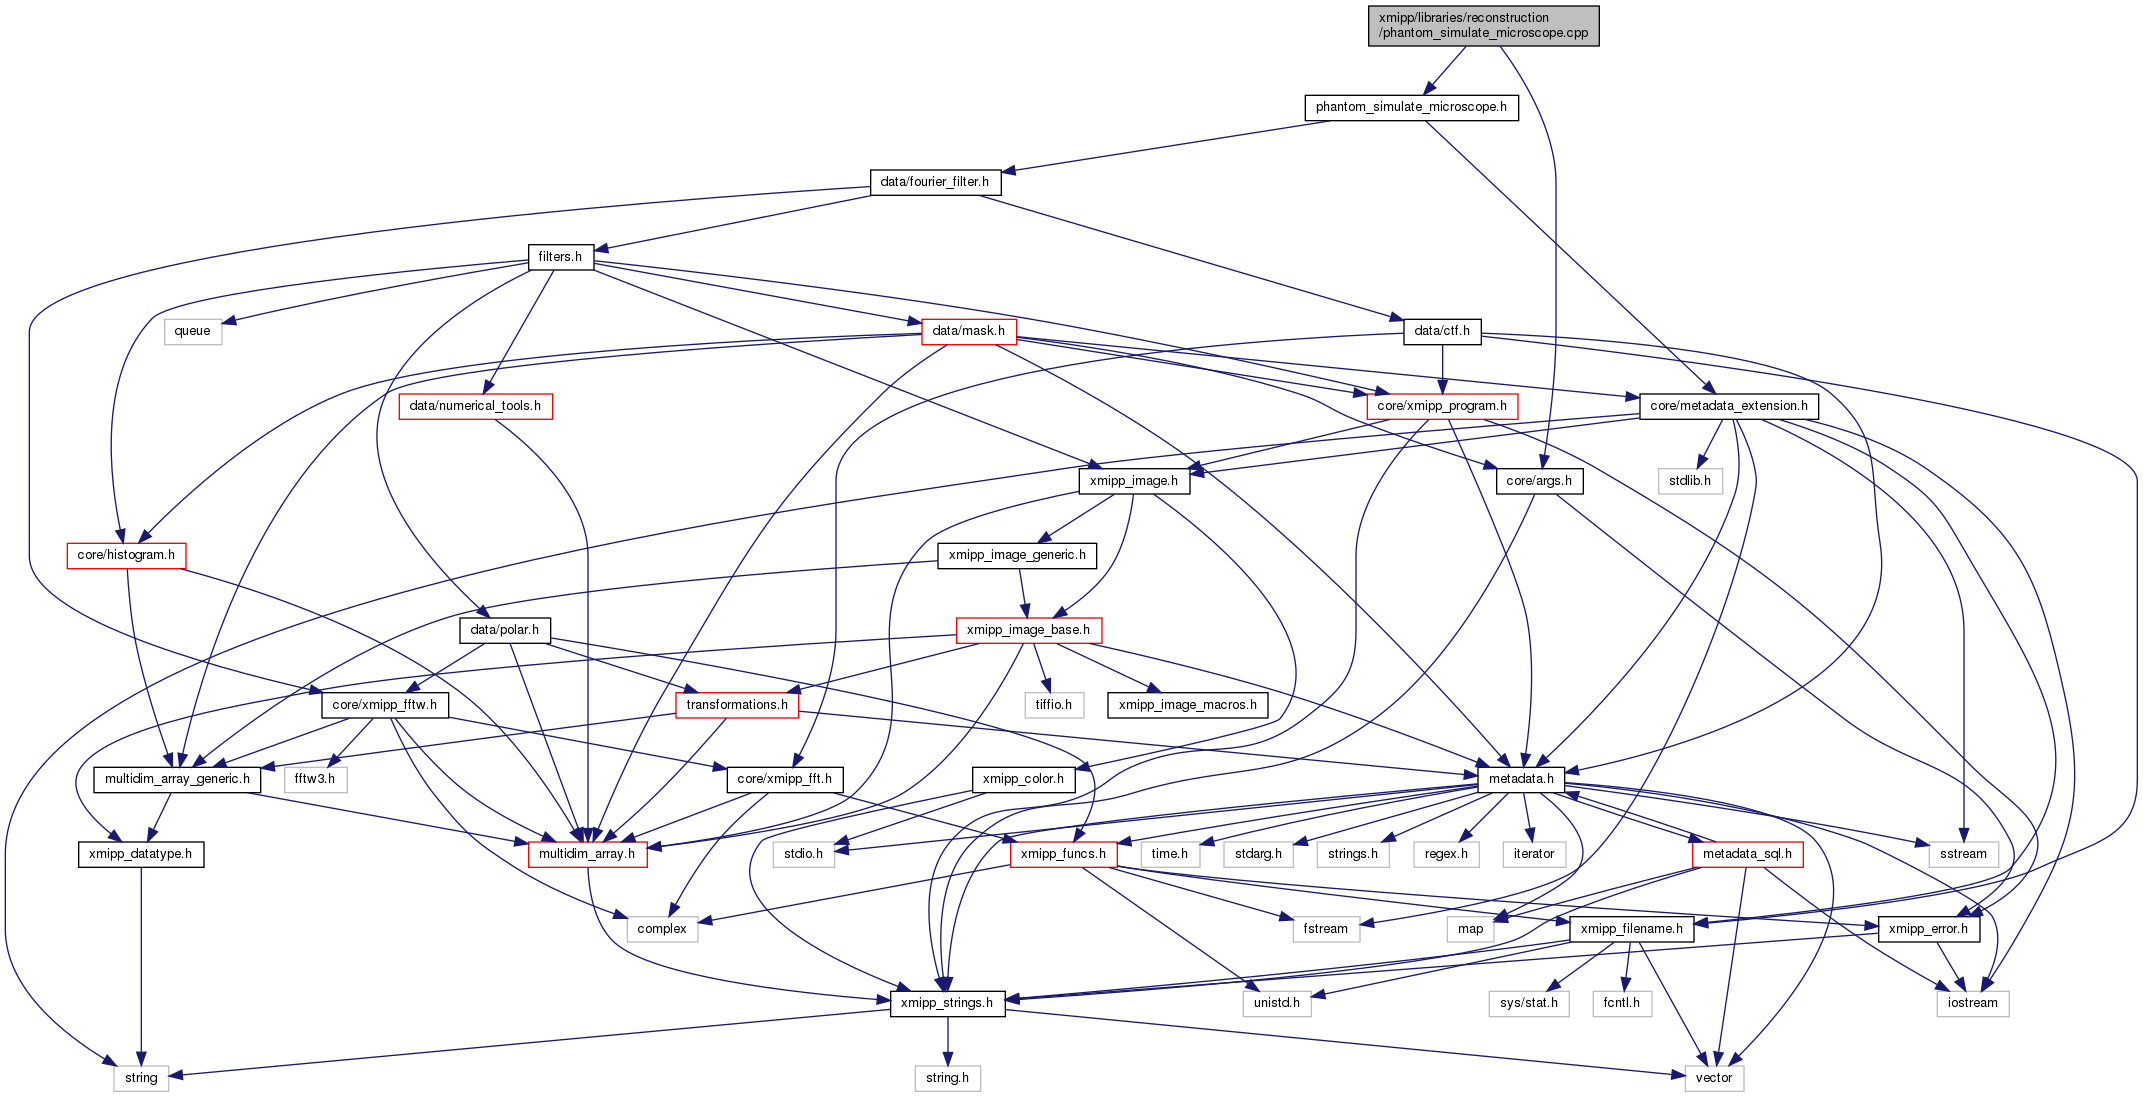 xmipp/libraries/reconstruction
/phantom_simulate_microscope.cpp
phantom_simulate_microscope.h
data/fourier_filter.h
filters.h
queue
data/mask.h
data/ctf.h
data/numerical_tools.h
core/xmipp_program.h
core/metadata_extension.h
xmipp_image.h
core/args.h
stdlib.h
core/histogram.h
xmipp_image_generic.h
data/polar.h
xmipp_image_base.h
core/xmipp_fftw.h
transformations.h
tiffio.h
xmipp_image_macros.h
multidim_array_generic.h
fftw3.h
core/xmipp_fft.h
xmipp_color.h
metadata.h
xmipp_datatype.h
multidim_array.h
stdio.h
xmipp_funcs.h
time.h
stdarg.h
strings.h
regex.h
iterator
metadata_sql.h
sstream
complex
fstream
map
xmipp_filename.h
xmipp_error.h
xmipp_strings.h
unistd.h
sys/stat.h
fcntl.h
iostream
string
string.h
vector